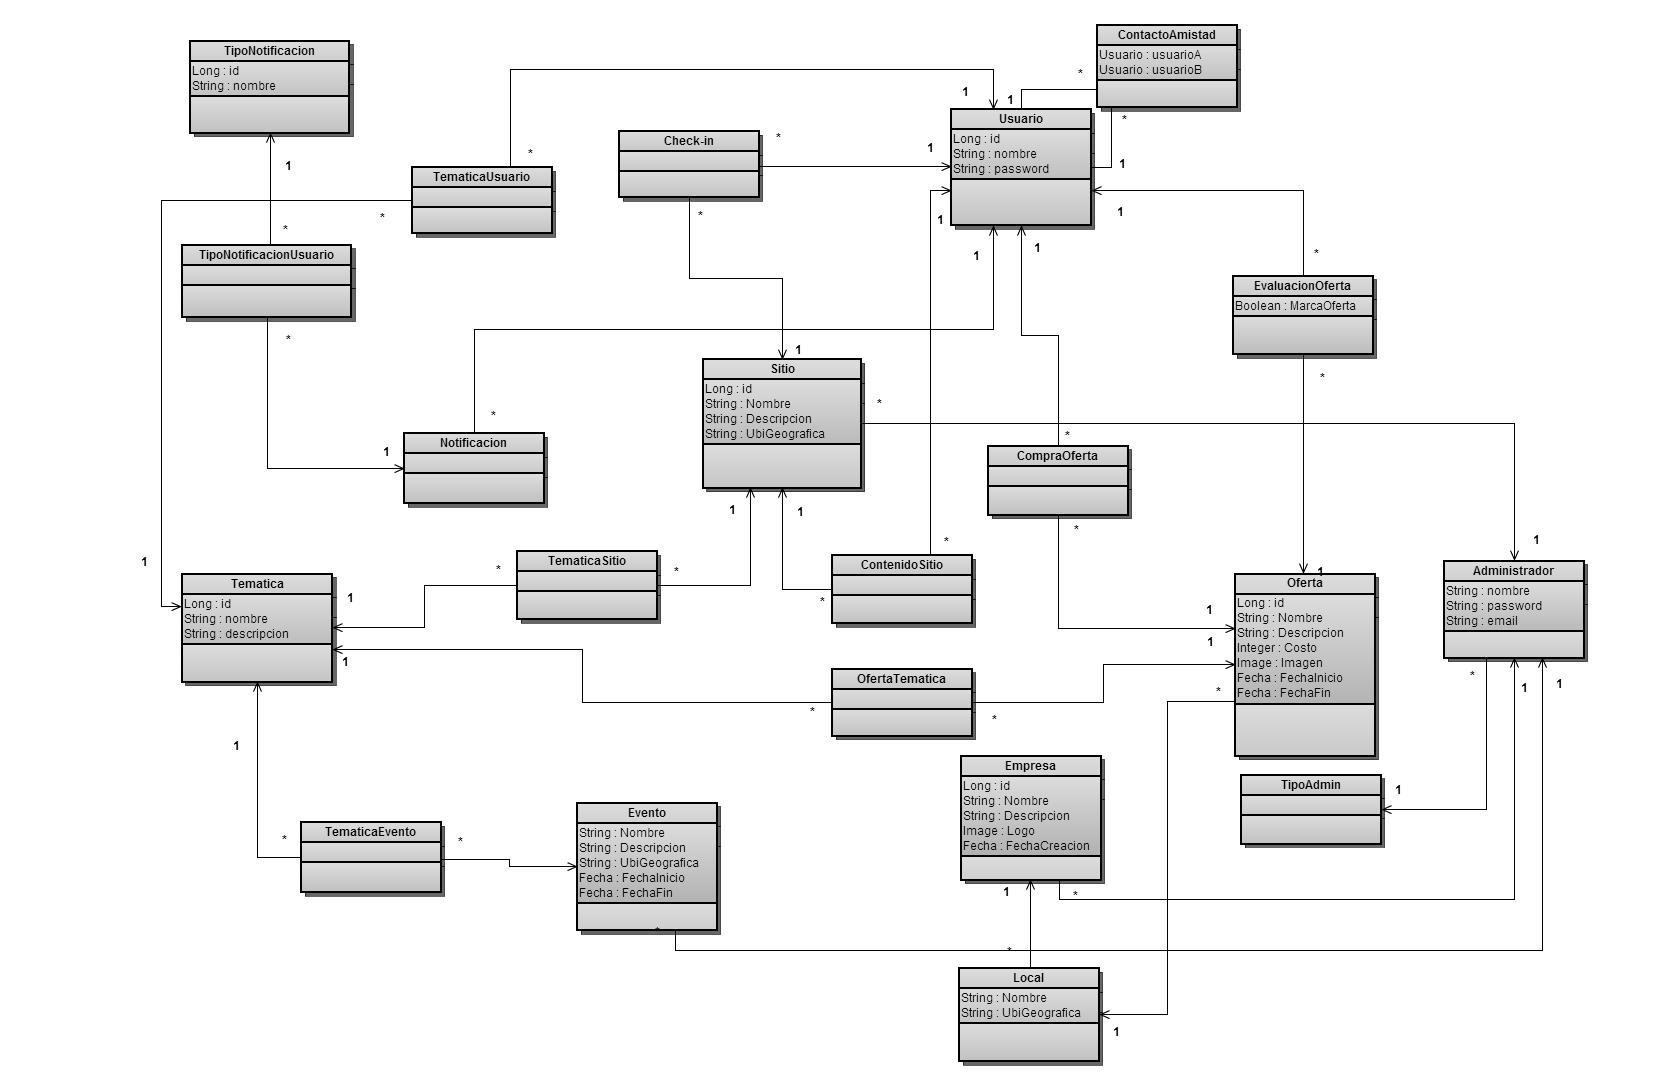 ContactoAmistad
Usuario : usuarioA
Usuario : usuarioB
TipoNotificacion
Long : id
String : nombre
*
1
1
Usuario
Long : id
String : nombre
String : password
*
1
Check-in
*
1
*
1
1
TematicaUsuario
*
*
*
1
1
1
1
*
*
TipoNotificacionUsuario
*
EvaluacionOferta
Boolean : MarcaOferta
*
1
*
Sitio
Long : id
String : Nombre
String : Descripcion
String : UbiGeografica
*
*
Notificacion
1
*
CompraOferta
*
1
1
*
1
*
1
TematicaSitio
*
*
ContenidoSitio
*
Tematica
Long : id
String : nombre
String : descripcion
1
1
1
Oferta
Long : id
String : Nombre
String : Descripcion
Integer : Costo
Image : Imagen
Fecha : FechaInicio
Fecha : FechaFin
Administrador
String : nombre
String : password
String : email
1
1
1
OfertaTematica
*
*
*
*
1
1
1
Empresa
Long : id
String : Nombre
String : Descripcion
Image : Logo
Fecha : FechaCreacion
TipoAdmin
1
Evento
String : Nombre
String : Descripcion
String : UbiGeografica
Fecha : FechaInicio
Fecha : FechaFin
TematicaEvento
*
*
1
*
*
*
Local
String : Nombre
String : UbiGeografica
1